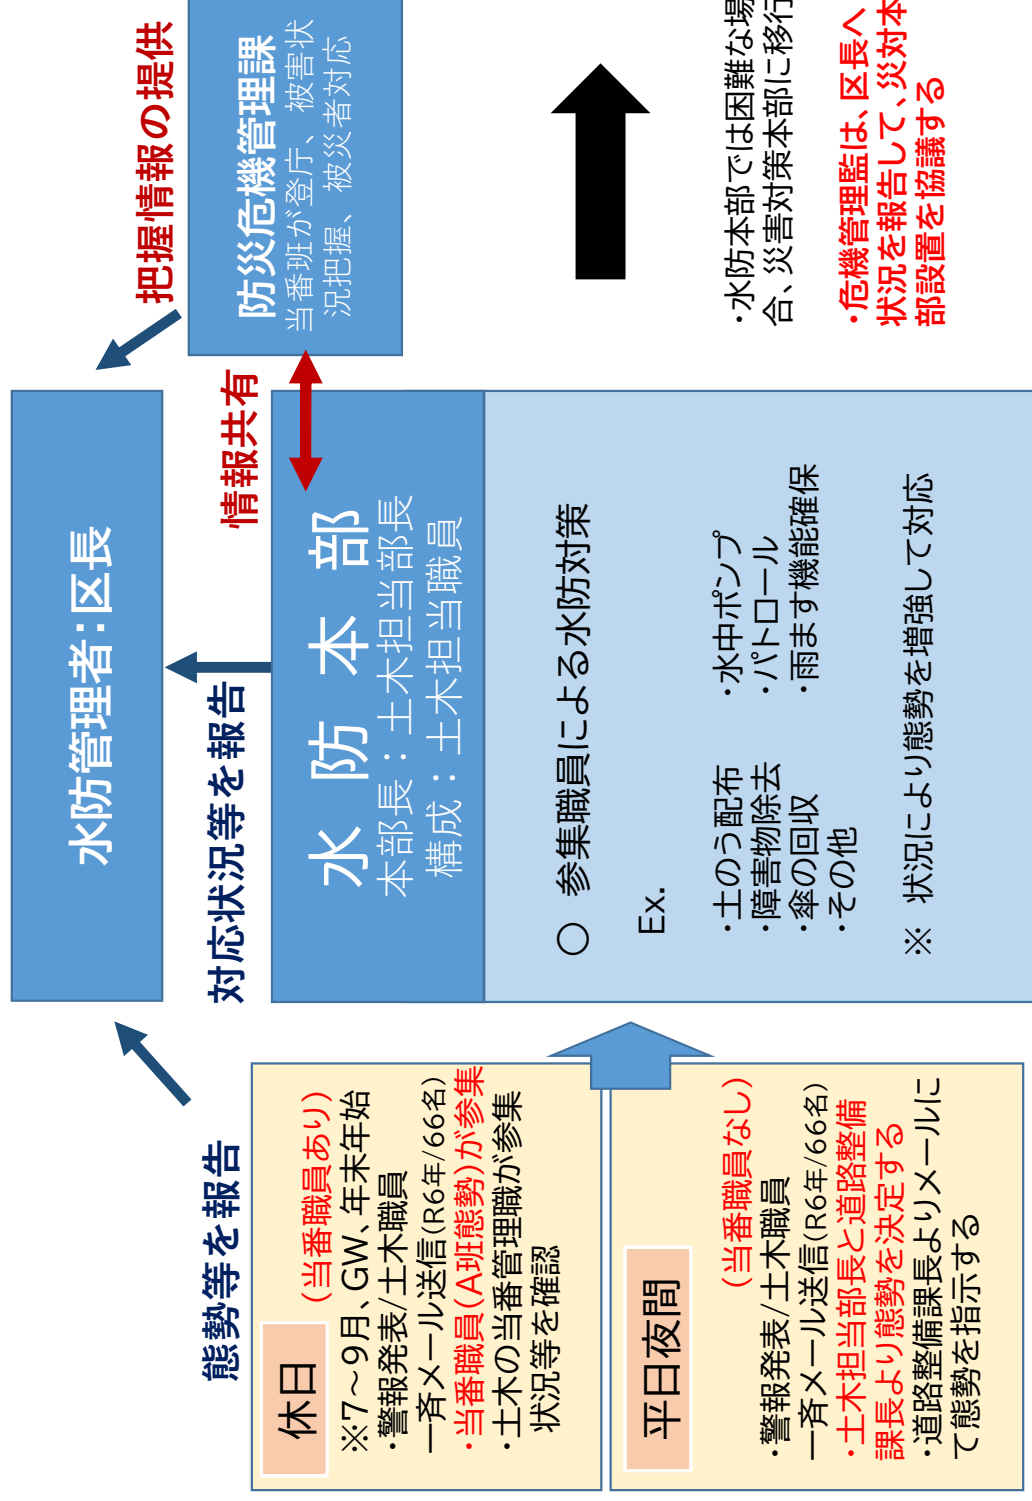 水防管理者：区長
把握情報の提供
防災危機管理課
当番班が登庁、被害状
況把握、被災者対応
情報共有
対応状況等を報告
態勢等を報告
水防本部
本部長：土木担当部長
構成：土木担当職員
休日
(当番職員あり)
※7～9月、GW、年末年始
・警報発表/土木職員
一斉メール送信(R6年/66名)
・当番職員(A班態勢)が参集
・土木の当番管理職が参集
状況等を確認
平日夜間
(当番職員なし)
・警報発表/土木職員
一斉メール送信(R6年/66名)
・土木担当部長と道路整備
課長より態勢を決定する
・道路整備課長よりメールに
て態勢を指示する
○ 参集職員による水防対策
Ex.
・土のう配布 ・水中ポンプ
・障害物除去 ・パトロール
・傘の回収 ・雨ます機能確保
・その他
※ 状況により態勢を増強して対応
・水防本部では困難な場
合、災害対策本部に移行
・危機管理監は、区長へ
状況を報告して、災対本
部設置を協議する